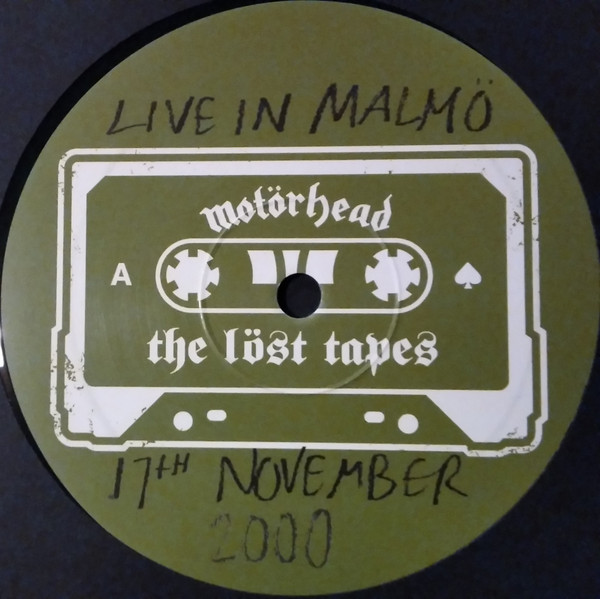 LIVE IN MALMÖ
motörhead
A
the löst tapes
17TH NOVEMBER
2000